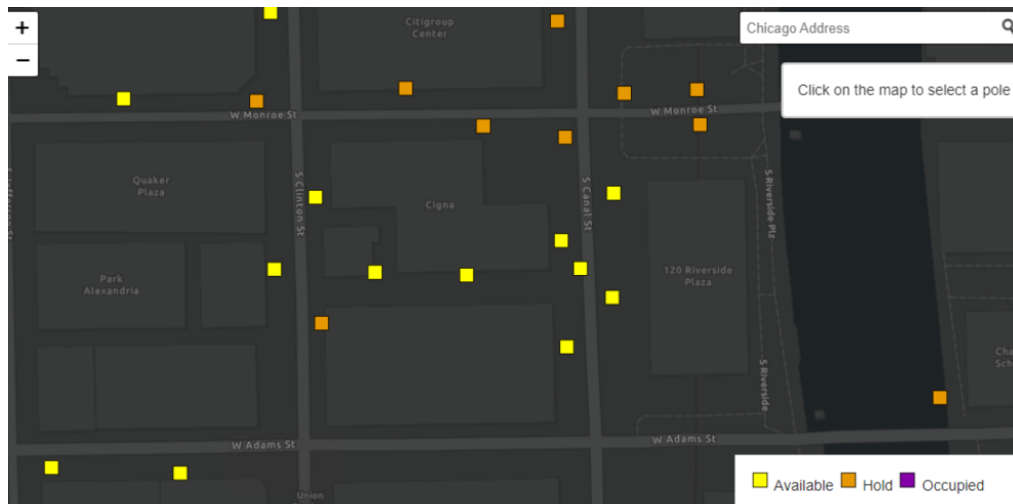 +
Citigroup
Center
Chicago Address
−
Click on the map to select a pole
W Monroe St
W Monroe St
Quaker
Plaza
S Clinton St
Cigna
S Canal St
S Riverside Plz
Park
Alexandria
120 Riverside
Plaza
S Riverside
W Adams St
W Adams St
Union
Available
Hold
Occupied